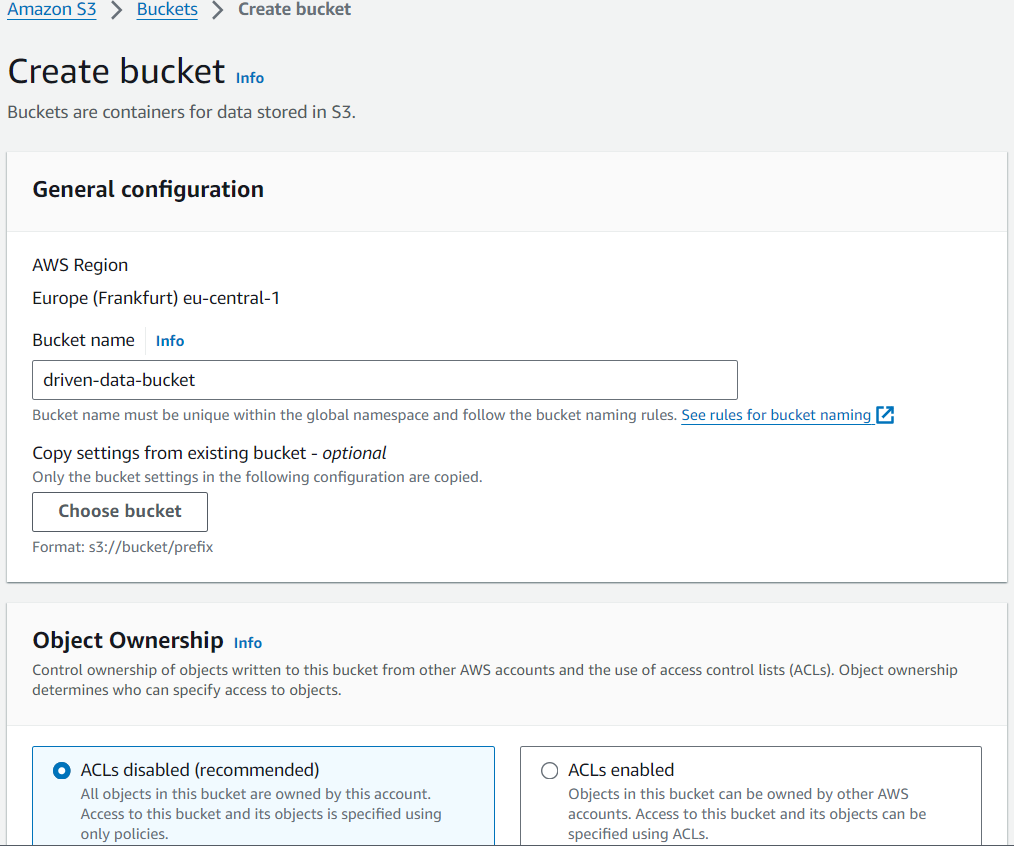 Amazon S3 > Buckets > Create bucket
Create bucket Info
Buckets are containers for data stored in S3.
General configuration
AWS Region
Europe (Frankfurt) eu-central-1
Bucket name Info
driven-data-bucket
Bucket name must be unique within the global namespace and follow the bucket naming rules. See rules for bucket naming
Copy settings from existing bucket - optional
Only the bucket settings in the following configuration are copied.
Choose bucket
Format: s3://bucket/prefix
Object Ownership Info
Control ownership of objects written to this bucket from other AWS accounts and the use of access control lists (ACLs). Object ownership
determines who can specify access to objects.
ACLs disabled (recommended)
All objects in this bucket are owned by this account.
Access to this bucket and its objects is specified using
only policies.
ACLs enabled
Objects in this bucket can be owned by other AWS
accounts. Access to this bucket and its objects can be
specified using ACLs.